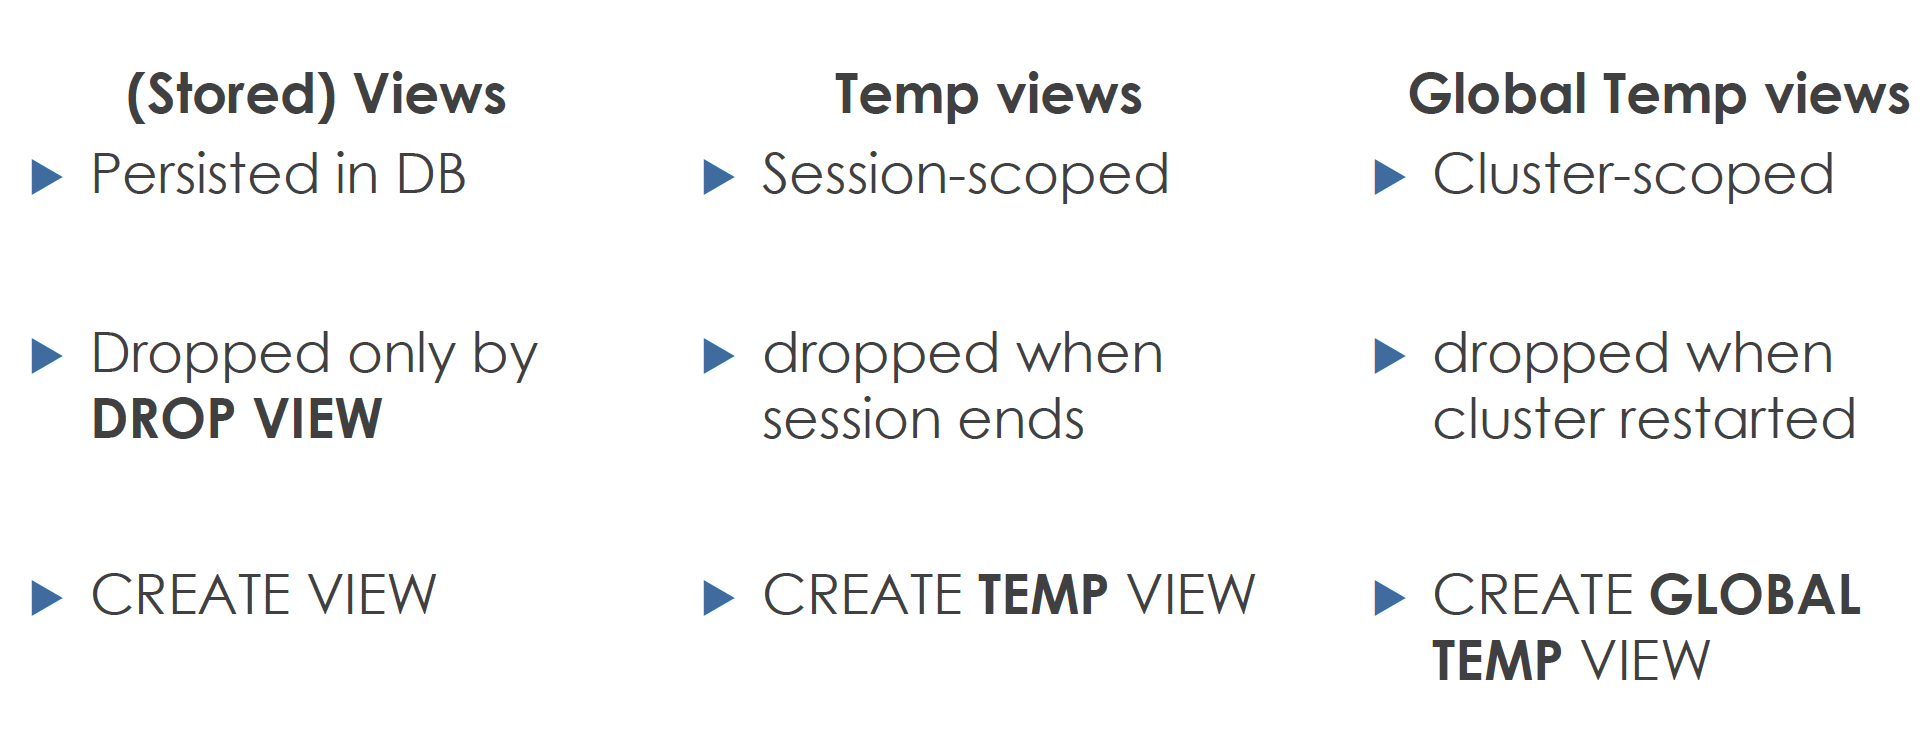 (Stored) Views
Persisted in DB
Dropped only by
DROP VIEW
CREATE VIEW
Temp views
Session-scoped
dropped when
session ends
CREATE TEMP VIEW
Global Temp views
Cluster-scoped
dropped when
cluster restarted
CREATE GLOBAL
TEMP VIEW